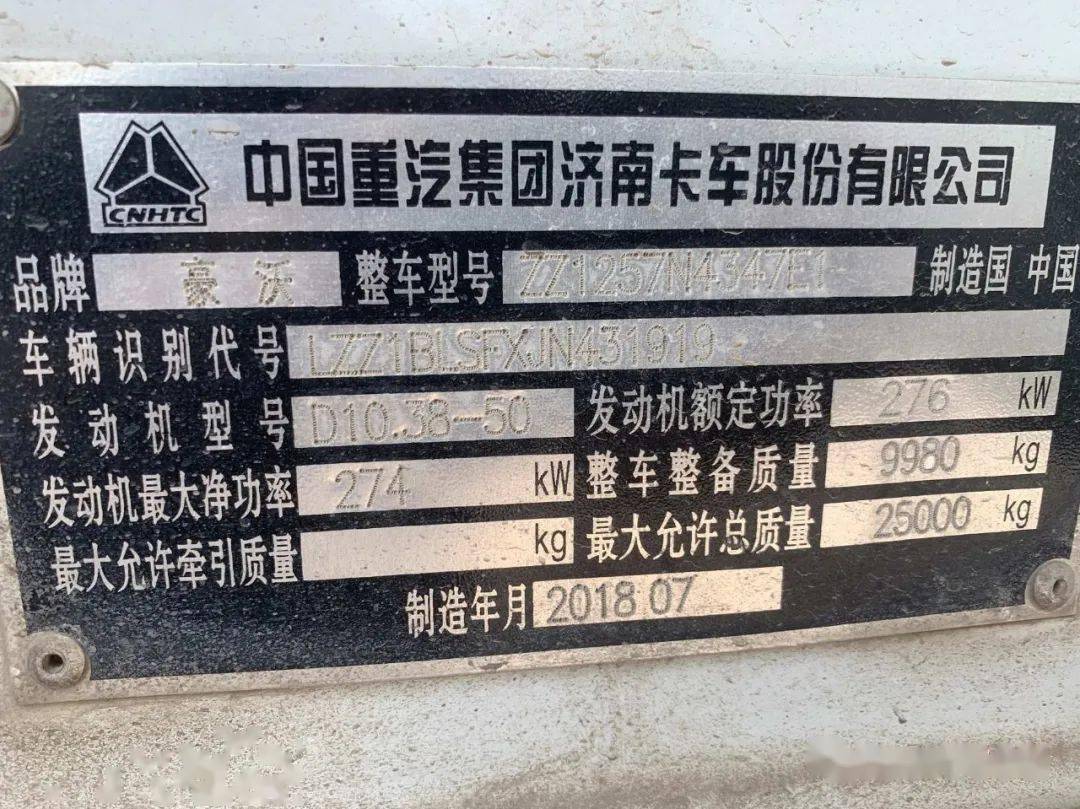 CNHTC 中国重汽集团济南卡车股份有限公司
品牌 豪沃 整车型号 ZZ1257N4347E1 制造国 中国
车辆识别代号 LZZ1BLSFXJN431919
发动机型号 D10.38-50 发动机额定功率 276 kW
发动机最大净功率 274 kW 整车整备质量 9980 kg
最大允许牵引质量 kg 最大允许总质量 25000 kg
制造年月 2018 07